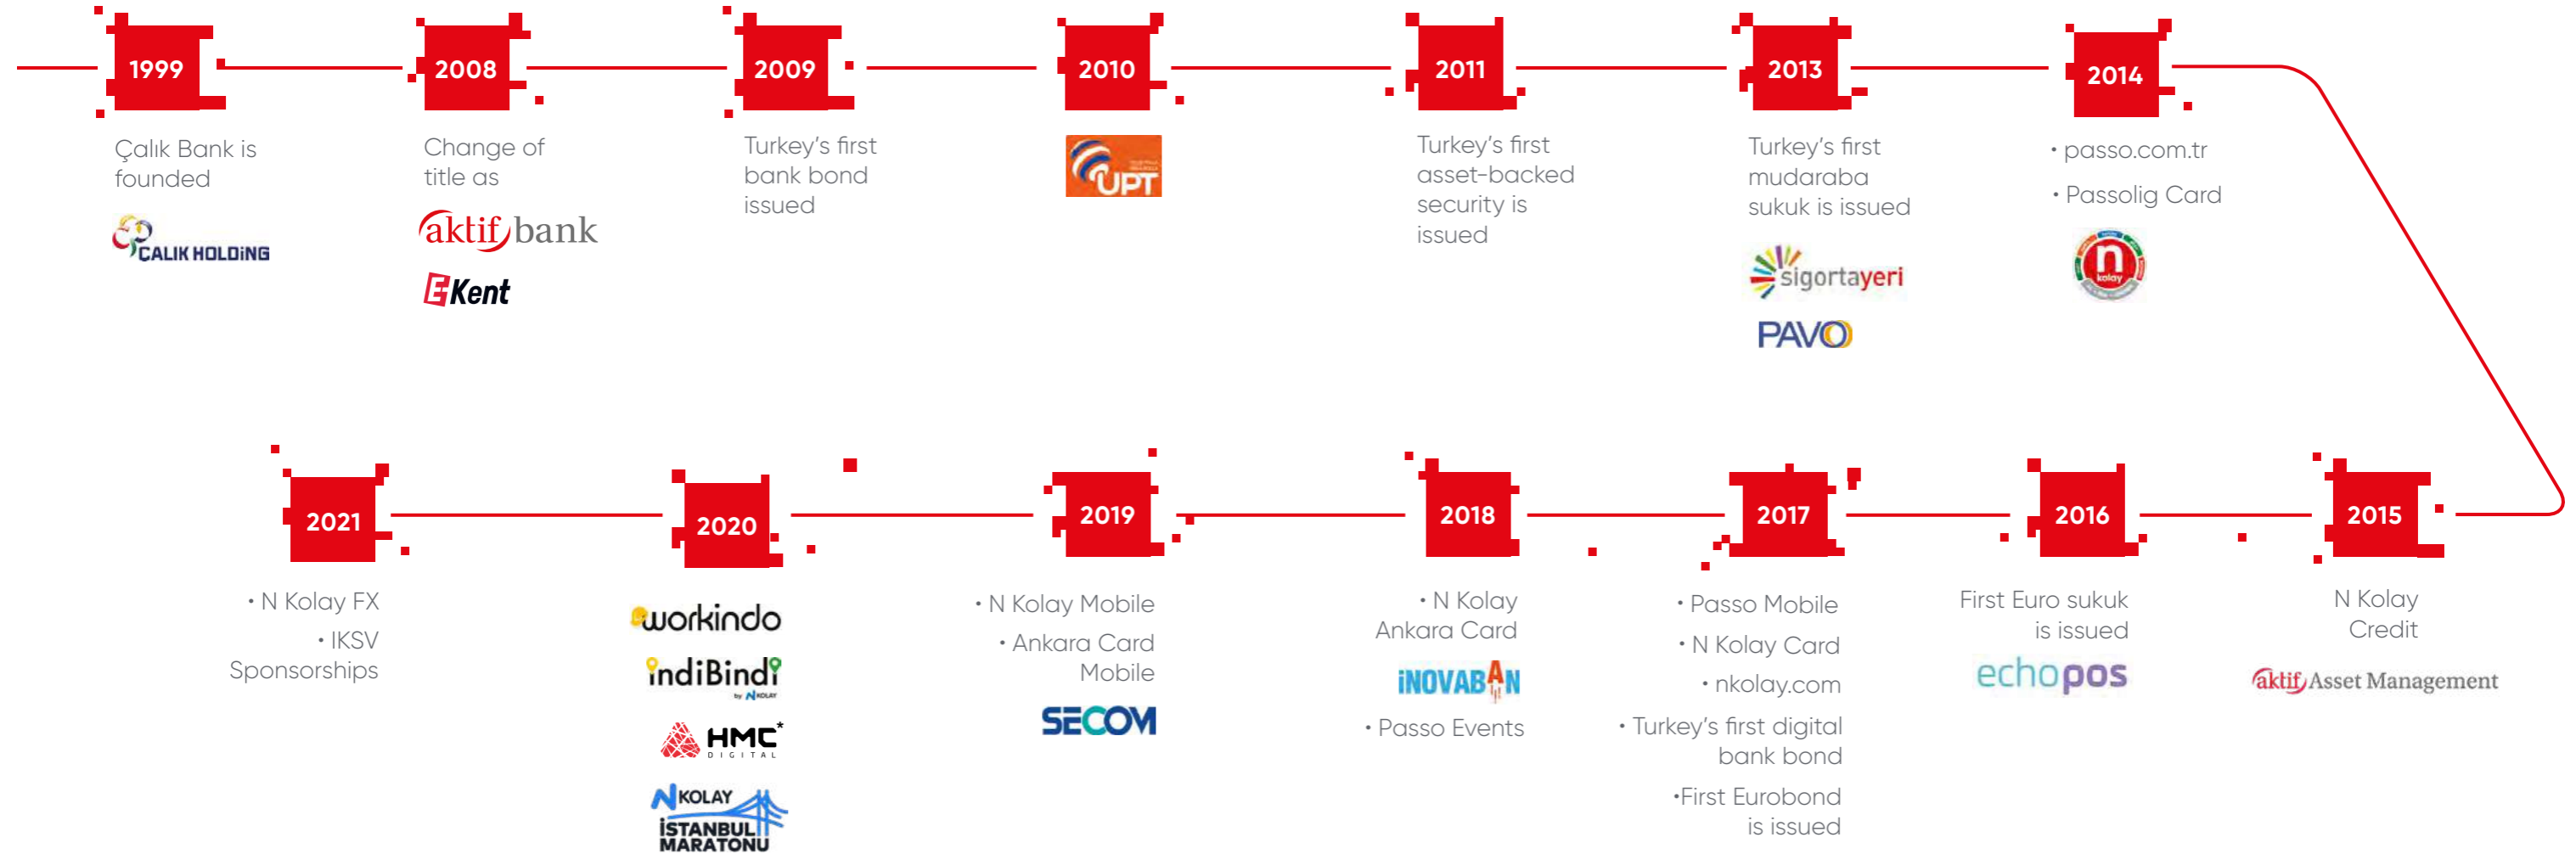 1999
Çalık Bank is
founded
ÇALIK HOLDİNG
2008
Change of
title as
aktif bank
E-Kent
2009
Turkey's first
bank bond
issued
2010
UPT
2011
Turkey's first
asset-backed
security is
issued
2013
Turkey's first
mudaraba
sukuk is issued
sigortayeri
PAVO
2014
• passo.com.tr
• Passolig Card
n
kolay
2015
N Kolay
Credit
aktif Asset Management
2016
First Euro sukuk
is issued
echopos
2017
• Passo Mobile
• N Kolay Card
• nkolay.com
• Turkey's first digital
bank bond
•First Eurobond
is issued
2018
• N Kolay
Ankara Card
iNOVABAN
• Passo Events
2019
• N Kolay Mobile
• Ankara Card
Mobile
SECOM
2020
workindo
indiBindi
by N KOLAY
HMC*
DIGITAL
N KOLAY
İSTANBUL
MARATONU
2021
• N Kolay FX
• IKSV
Sponsorships